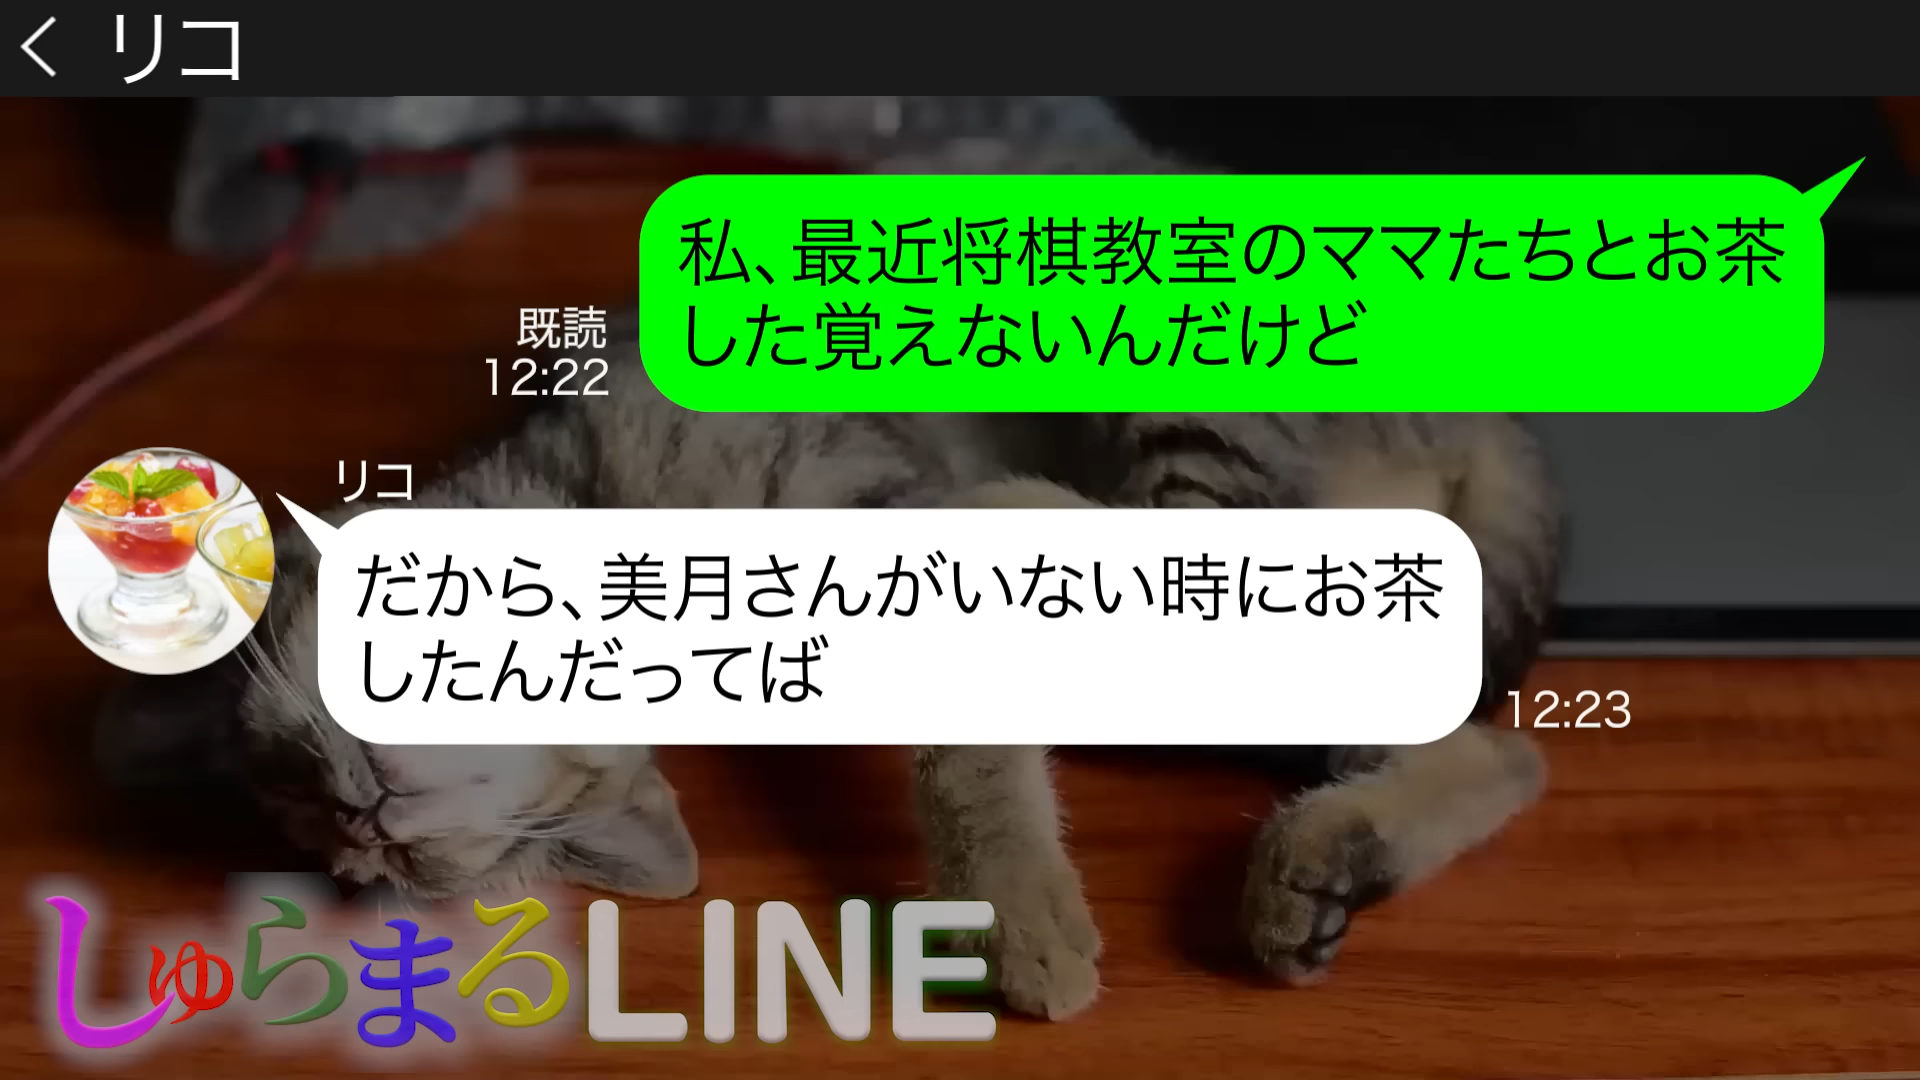 リコ
私、最近将棋教室のママたちとお茶
した覚えないんだけど
既読
12:22
リコ
だから、美月さんがいない時にお茶
したんだってば
12:23
しゅらまるLINE